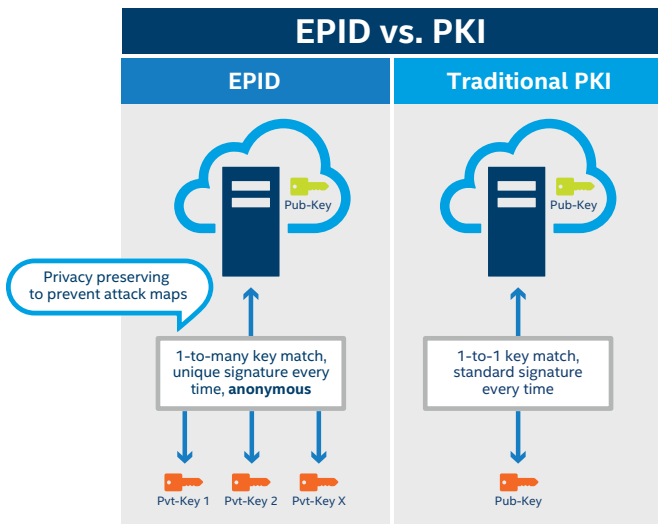 EPID vs. PKI
EPID
Traditional PKI
Pub-Key
Pub-Key
Privacy preserving
to prevent attack maps
1-to-many key match,
unique signature every
time, anonymous
1-to-1 key match,
standard signature
every time
Pvt-Key 1
Pvt-Key 2
Pvt-Key X
Pub-Key